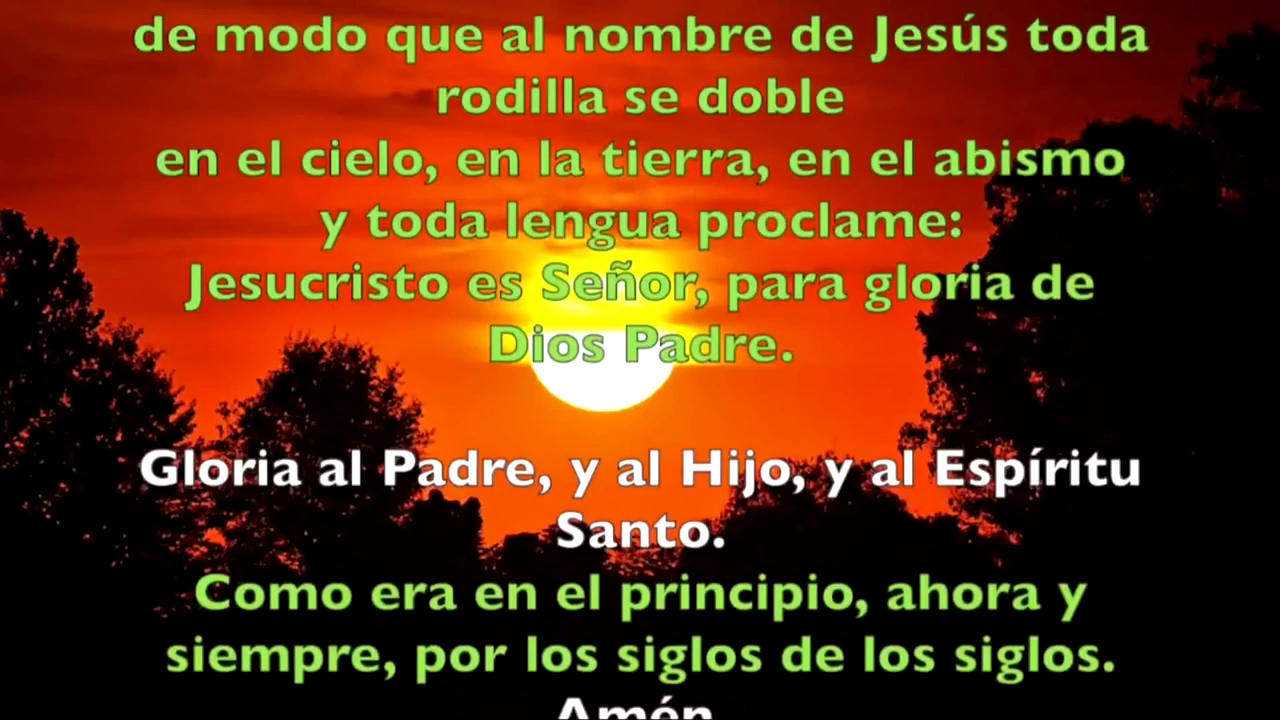 de modo que al nombre de Jesús toda
rodilla se doble
en el cielo, en la tierra, en el abismo
y toda lengua proclame:
Jesucristo es Señor, para gloria de
Dios Padre.
Gloria al Padre, y al Hijo, y al Espíritu
Santo.
Como era en el principio, ahora y
siempre, por los siglos de los siglos.
Amén